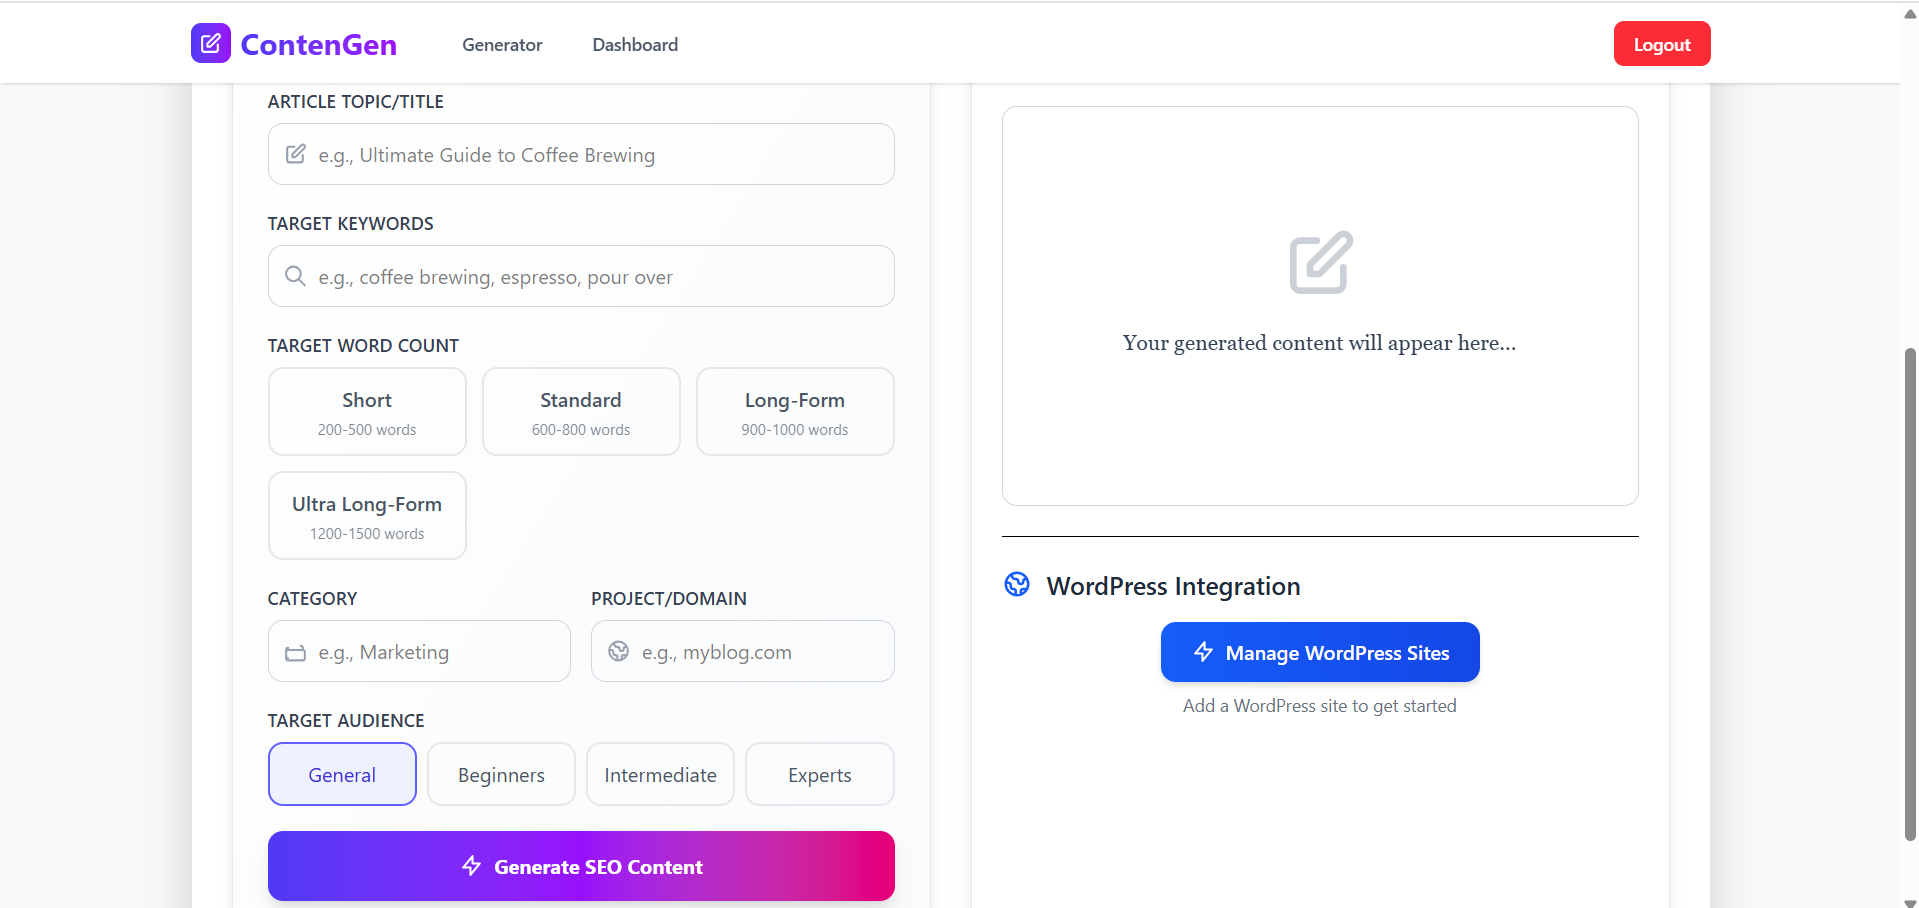 ContenGen
Generator
Dashboard
Logout
ARTICLE TOPIC/TITLE
e.g., Ultimate Guide to Coffee Brewing
TARGET KEYWORDS
e.g., coffee brewing, espresso, pour over
TARGET WORD COUNT
Short
200-500 words
Standard
600-800 words
Long-Form
900-1000 words
Ultra Long-Form
1200-1500 words
CATEGORY
e.g., Marketing
PROJECT/DOMAIN
e.g., myblog.com
TARGET AUDIENCE
General
Beginners
Intermediate
Experts
Generate SEO Content
Your generated content will appear here...
WordPress Integration
Manage WordPress Sites
Add a WordPress site to get started